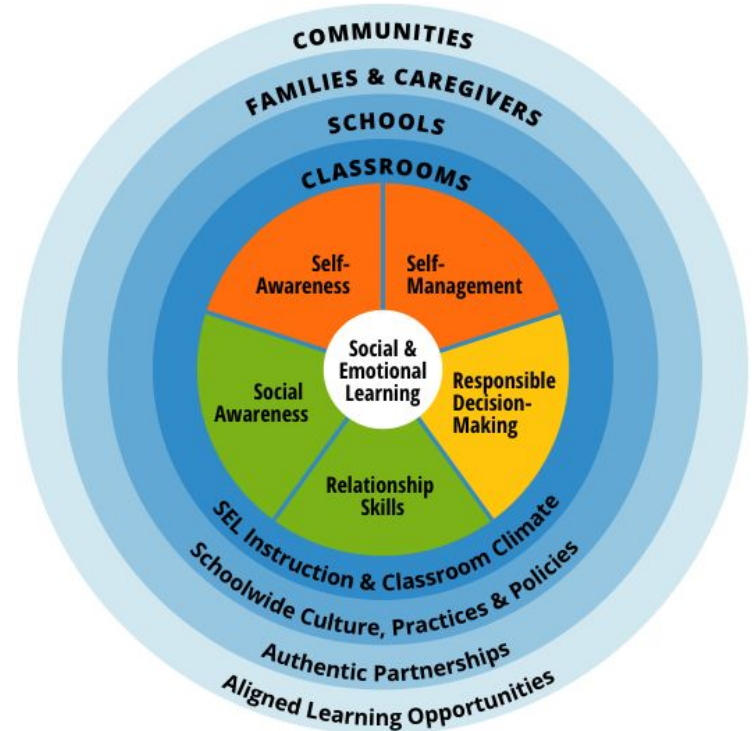 COMMUNITIES
FAMILIES & CAREGIVERS
SCHOOLS
CLASSROOMS
Self-
Awareness
Self-
Management
Social &
Emotional
Learning
Social
Awareness
Responsible
Decision-
Making
Relationship
Skills
SEL Instruction & Classroom Climate
Schoolwide Culture, Practices & Policies
Authentic Partnerships
Aligned Learning Opportunities